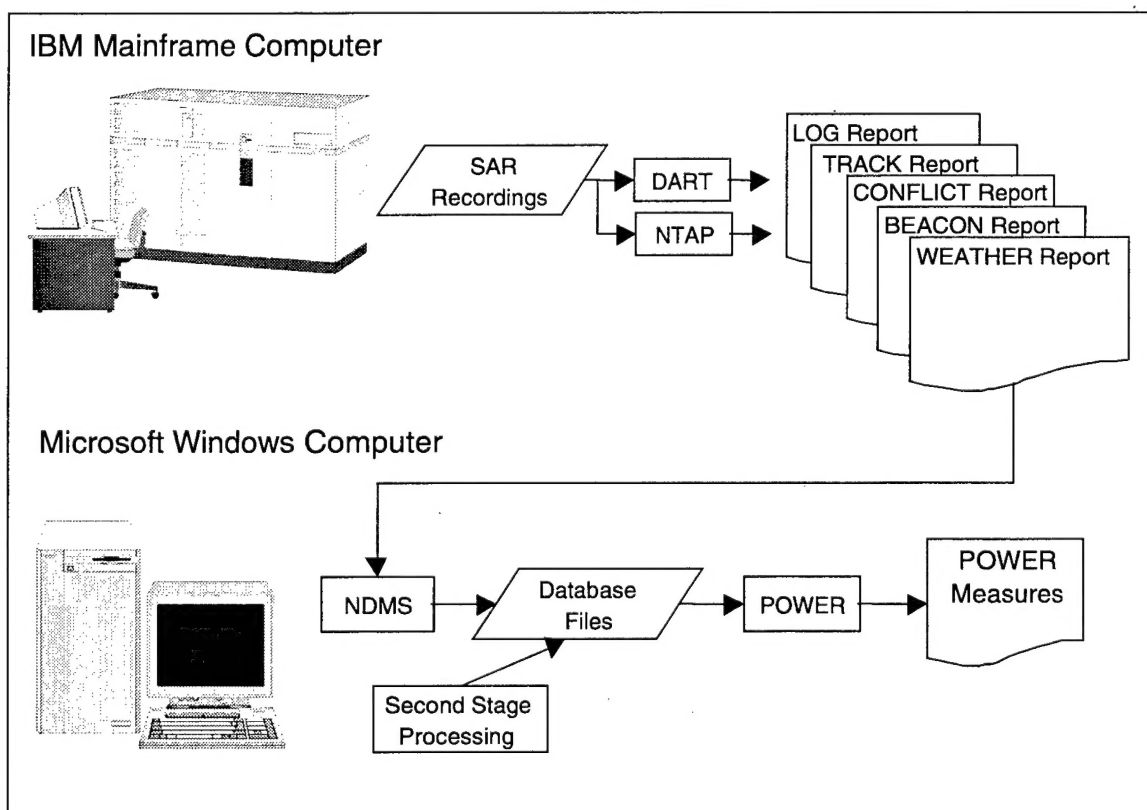 IBM Mainframe Computer
SAR
Recordings
DART
NTAP
LOG Report
TRACK Report
CONFLICT Report
BEACON Report
WEATHER Report
Microsoft Windows Computer
NDMS
Database
Files
POWER
POWER
Measures
Second Stage
Processing